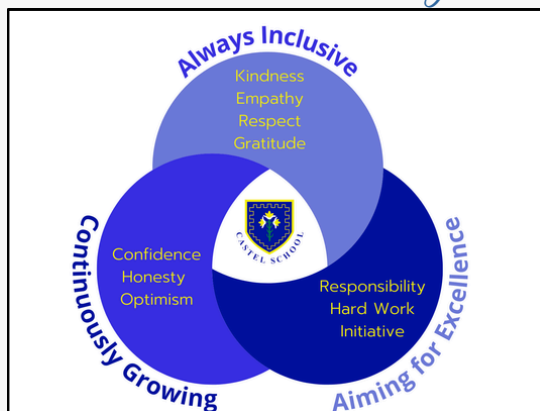 Always Inclusive
Kindness
Empathy
Respect
Gratitude
CASTEL SCHOOL
Continuously Growing
Confidence
Honesty
Optimism
Aiming for Excellence
Responsibility
Hard Work
Initiative